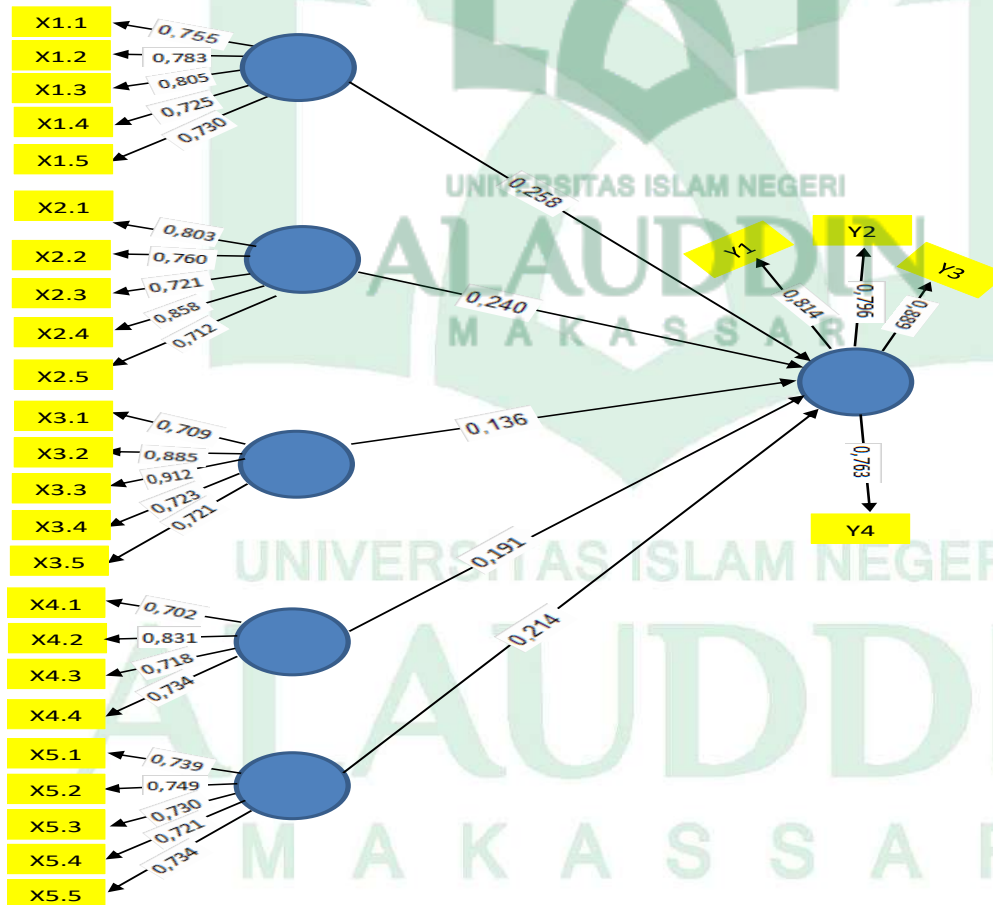 X1.1
0,755
X1.2
0,783
X1.3
0,805
X1.4
0,725
X1.5
0,730
X2.1
0,803
X2.2
0,760
X2.3
0,721
X2.4
0,858
X2.5
0,712
X3.1
0,709
X3.2
0,885
X3.3
0,912
X3.4
0,723
X3.5
0,721
X4.1
0,702
X4.2
0,831
X4.3
0,718
X4.4
0,734
X5.1
0,739
X5.2
0,749
X5.3
0,730
X5.4
0,721
X5.5
0,734
0,258
0,240
0,136
0,191
0,214
Y1
Y2
Y3
0,814
0,796
0,889
0,763
Y4
UNIVERSITAS ISLAM NEGERI
ALAUDDIN
MAKASSAR
UNIVERSITAS ISLAM NEGER
ALAUDD
MAKASSA